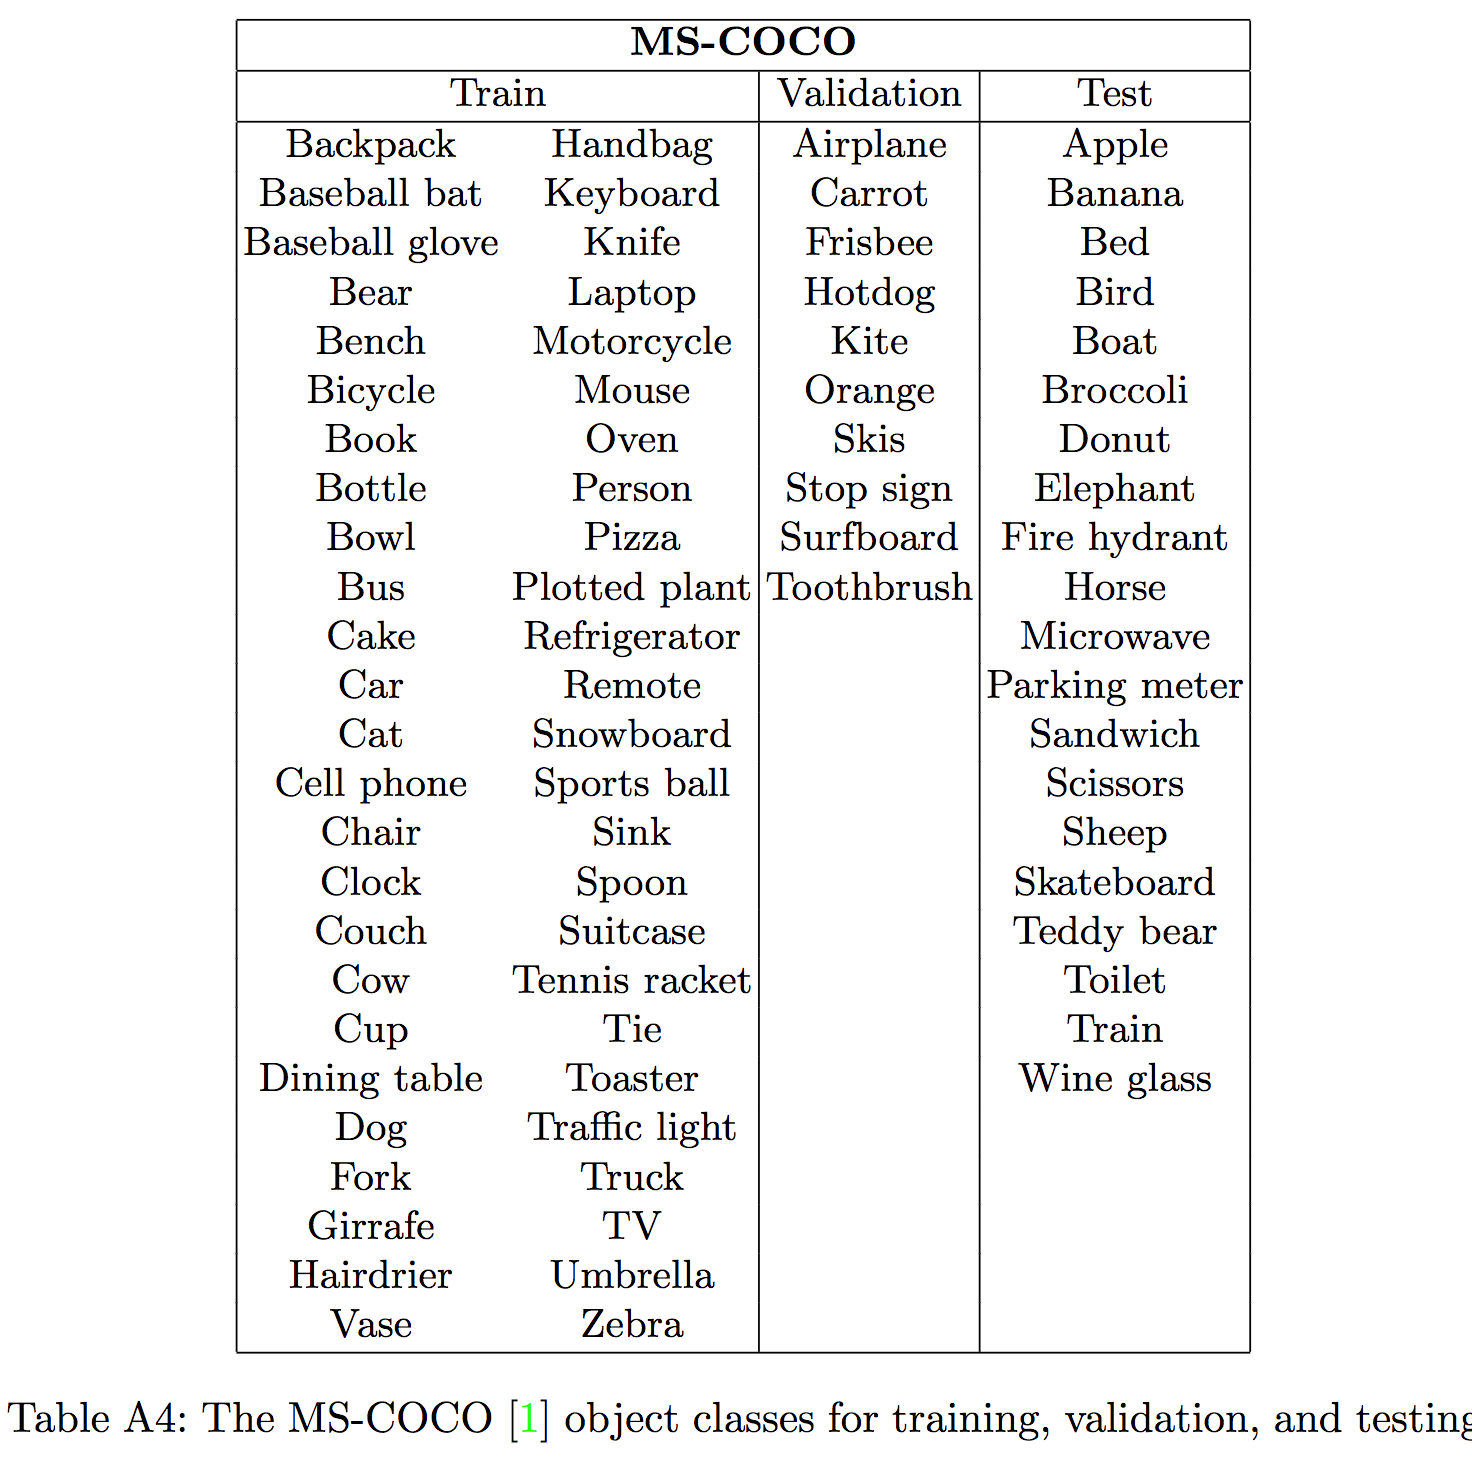 MS-COCO
Train Validation Test
Backpack Handbag Airplane Apple
Baseball bat Keyboard Carrot Banana
Baseball glove Knife Frisbee Bed
Bear Laptop Hotdog Bird
Bench Motorcycle Kite Boat
Bicycle Mouse Orange Broccoli
Book Oven Skis Donut
Bottle Person Stop sign Elephant
Bowl Pizza Surfboard Fire hydrant
Bus Plotted plant Toothbrush Horse
Cake Refrigerator Microwave
Car Remote Parking meter
Cat Snowboard Sandwich
Cell phone Sports ball Scissors
Chair Sink Sheep
Clock Spoon Skateboard
Couch Suitcase Teddy bear
Cow Tennis racket Toilet
Cup Tie Train
Dining table Toaster Wine glass
Dog Traffic light
Fork Truck
Girrafe TV
Hairdrier Umbrella
Vase Zebra
Table A4: The MS-COCO [1] object classes for training, validation, and testing